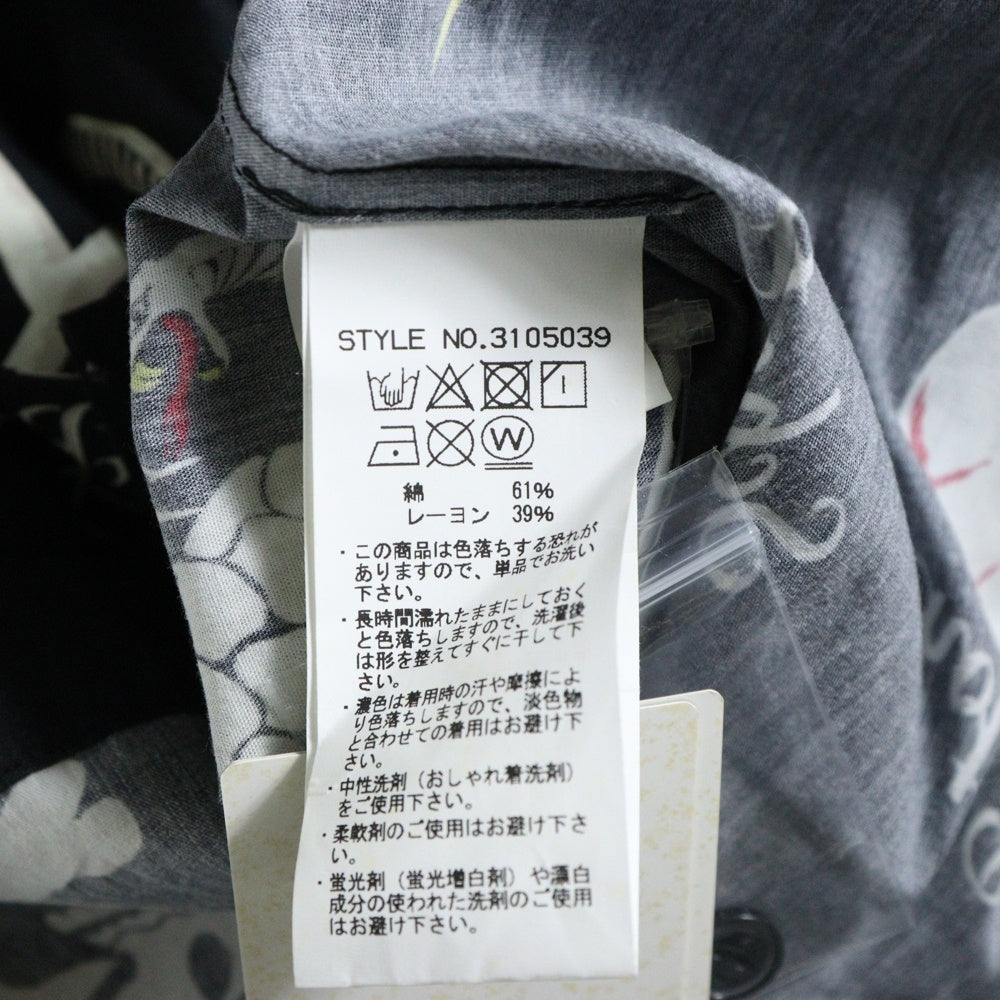 STYLE NO.3105039
W
綿 61%
レーヨン 39%
・この商品は色落ちする恐れが
ありますので、単品でお洗い
下さい。
・長時間濡れたままにしておく
と色落ちしますので、洗濯後
は形を整えてすぐに干して下
さい。
・濃色は着用時の汗や摩擦によ
り色落ちしますので、淡色物
と合わせての着用はお避け下
さい。
・中性洗剤（おしゃれ着洗剤）
をご使用下さい。
・柔軟剤のご使用はお避け下さ
い。
・蛍光剤（蛍光増白剤）や漂白
成分の使われた洗剤のご使用
はお避け下さい。